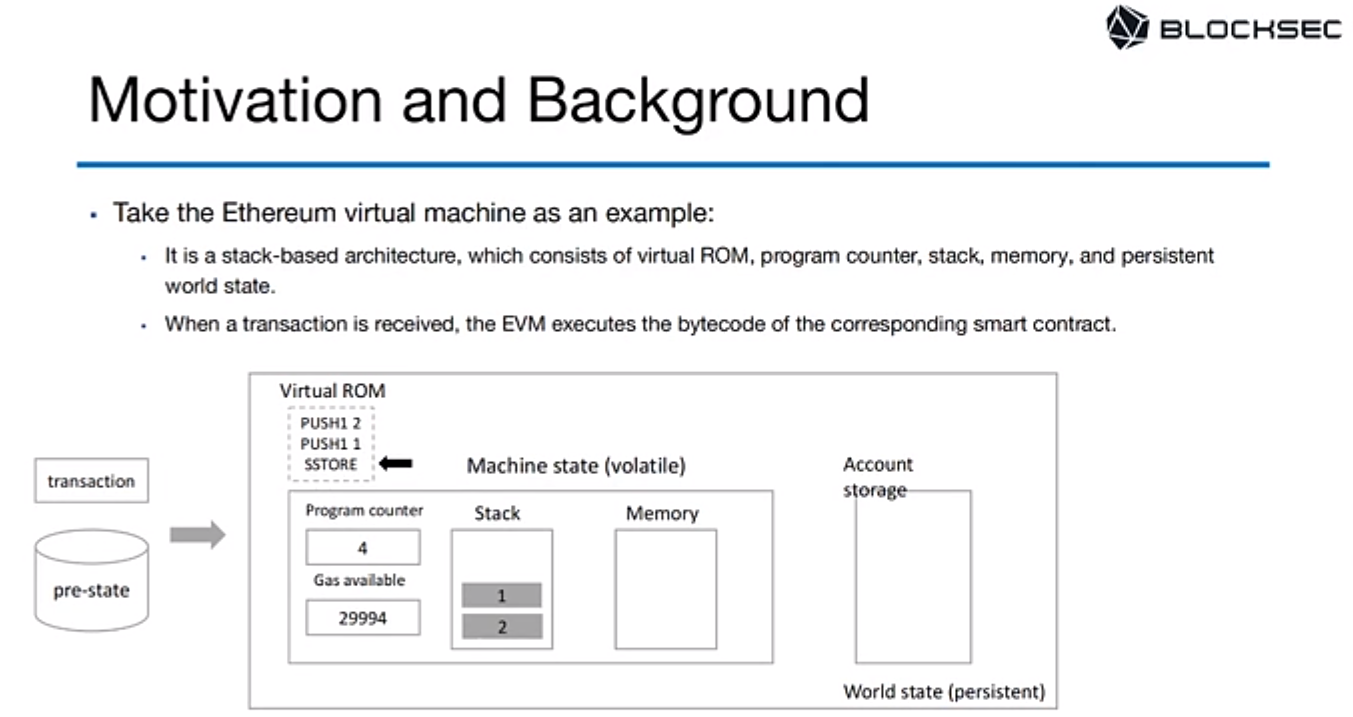 BLOCKSEC
Motivation and Background
• Take the Ethereum virtual machine as an example:
• It is a stack-based architecture, which consists of virtual ROM, program counter, stack, memory, and persistent
world state.
• When a transaction is received, the EVM executes the bytecode of the corresponding smart contract.
Virtual ROM
PUSH1 2
PUSH1 1
SSTORE
transaction
pre-state
Machine state (volatile)
Program counter
4
Gas available
29994
Stack
1
2
Memory
Account
storage
World state (persistent)